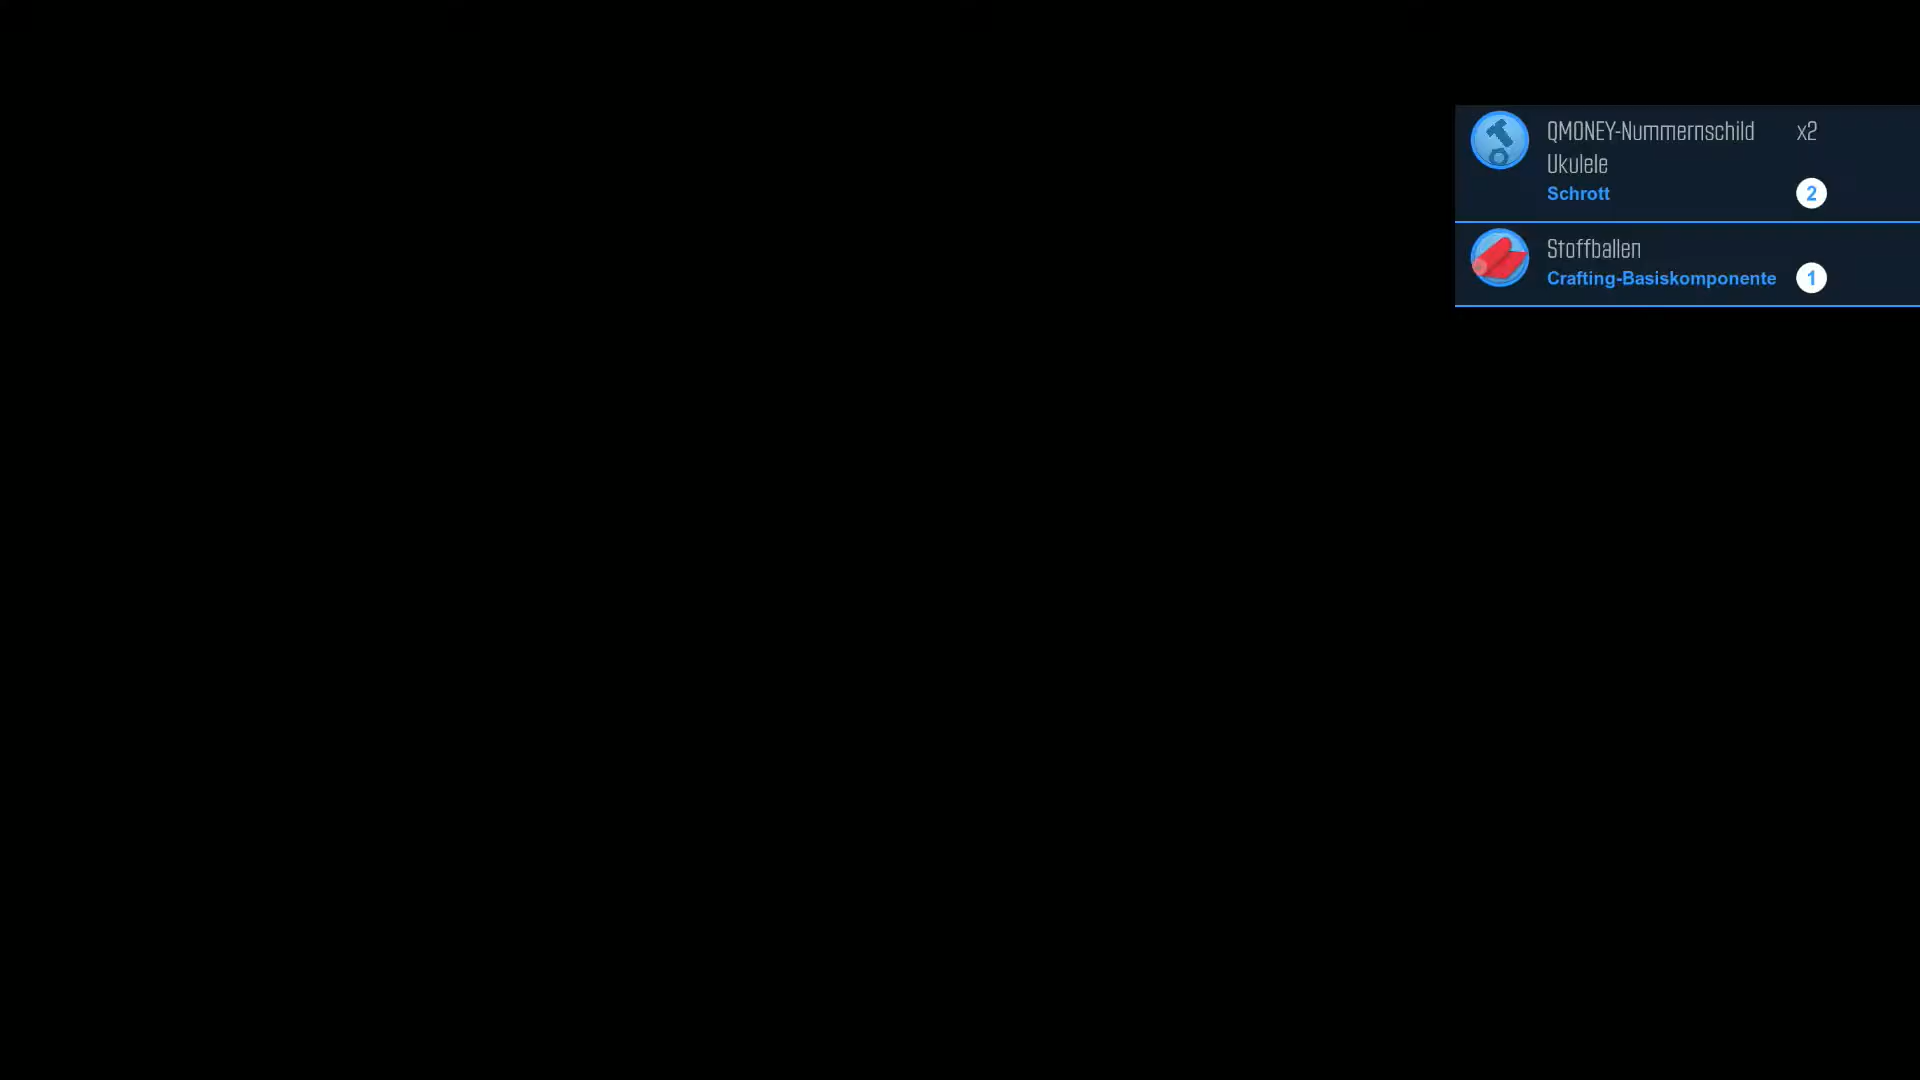 QMONEY-Nummernschild x2
Ukulele
Schrott 2
Stoffballen
Crafting-Basiskomponente 1